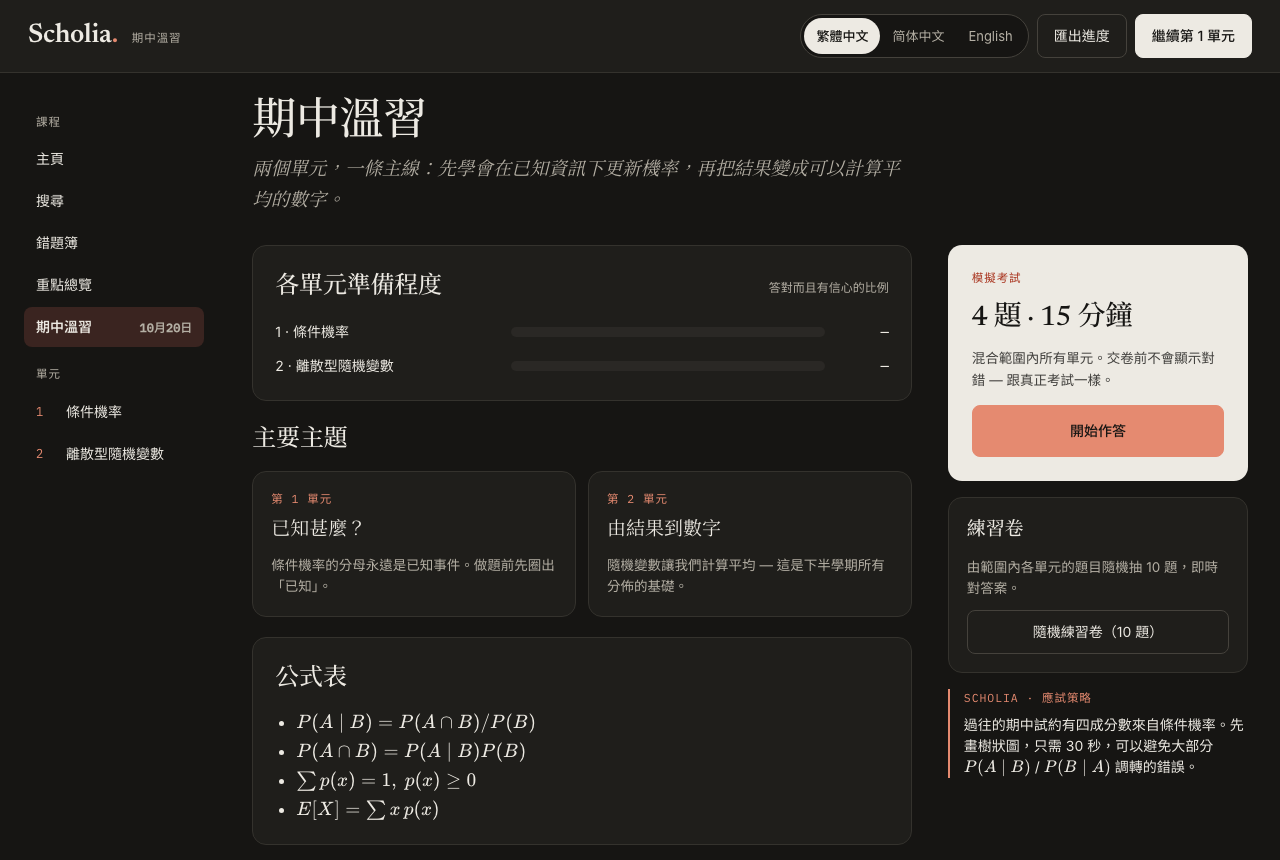 Scholia. 期中溫習
繁體中文 简体中文 English 匯出進度 繼續第 1 單元
課程
主頁
搜尋
錯題簿
重點總覽
期中溫習 10月20日
單元
1 條件機率
2 離散型隨機變數
期中溫習
兩個單元，一條主線：先學會在已知資訊下更新機率，再把結果變成可以計算平
均的數字。
各單元準備程度 答對而且有信心的比例
1 · 條件機率 –
2 · 離散型隨機變數 –
主要主題
第 1 單元
已知甚麼？
條件機率的分母永遠是已知事件。做題前先圈出
「已知」。
第 2 單元
由結果到數字
隨機變數讓我們計算平均 — 這是下半學期所有
分佈的基礎。
公式表
• P(A ∣ B) = P(A ∩ B)/P(B)
• P(A ∩ B) = P(A ∣ B)P(B)
• ∑ p(x) = 1, p(x) ≥ 0
• E[X] = ∑ x p(x)
模擬考試
4 題 · 15 分鐘
混合範圍內所有單元。交卷前不會顯示對
錯 — 跟真正考試一樣。
開始作答
練習卷
由範圍內各單元的題目隨機抽 10 題，即時
對答案。
隨機練習卷（10 題）
SCHOLIA · 應試策略
過往的期中試約有四成分數來自條件機率。先
畫樹狀圖，只需 30 秒，可以避免大部分
P(A ∣ B) / P(B ∣ A) 調轉的錯誤。